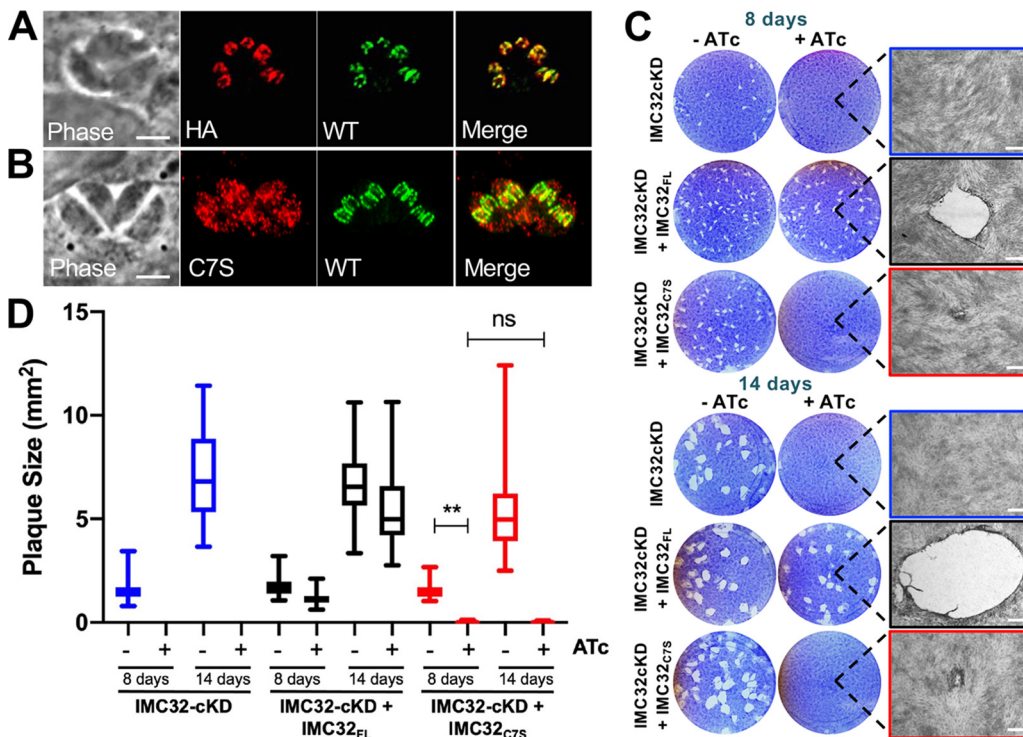 A
Phase
HA
WT
Merge
B
Phase
C7S
WT
Merge
C
8 days
- ATc
+ ATc
IMC32cKD
IMC32cKD
+ IMC32FL
IMC32cKD
+ IMC32C7S
14 days
- ATc
+ ATc
IMC32cKD
IMC32cKD
+ IMC32FL
IMC32cKD
+ IMC32C7S
D
Plaque Size (mm²)
15
10
5
0
**
ns
- + - + - + - + - + - + ATc
8 days 14 days 8 days 14 days 8 days 14 days
IMC32-cKD
IMC32-cKD +
IMC32FL
IMC32-cKD +
IMC32C7S